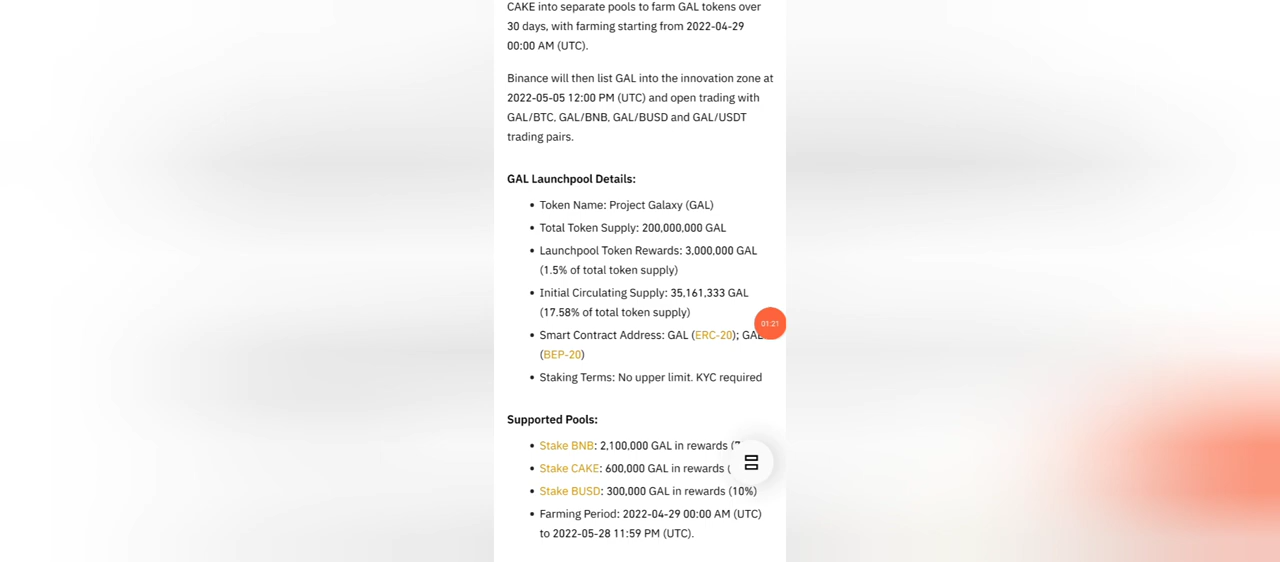 CAKE into separate pools to farm GAL tokens over
30 days, with farming starting from 2022-04-29
00:00 AM (UTC).
Binance will then list GAL into the innovation zone at
2022-05-05 12:00 PM (UTC) and open trading with
GAL/BTC, GAL/BNB, GAL/BUSD and GAL/USDT
trading pairs.
GAL Launchpool Details:
• Token Name: Project Galaxy (GAL)
• Total Token Supply: 200,000,000 GAL
• Launchpool Token Rewards: 3,000,000 GAL
(1.5% of total token supply)
• Initial Circulating Supply: 35,161,333 GAL
(17.58% of total token supply)
01:21
• Smart Contract Address: GAL (ERC-20); GAL
(BEP-20)
• Staking Terms: No upper limit. KYC required
Supported Pools:
• Stake BNB: 2,100,000 GAL in rewards (
• Stake CAKE: 600,000 GAL in rewards (
• Stake BUSD: 300,000 GAL in rewards (10%)
• Farming Period: 2022-04-29 00:00 AM (UTC)
to 2022-05-28 11:59 PM (UTC).